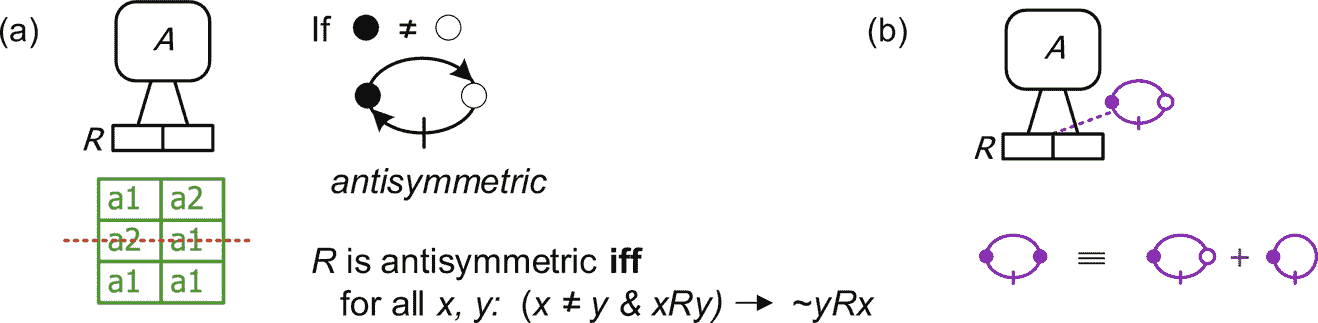 (a)
A
R
a1 a2
a2 a1
a1 a1
If ● ≠ ○
antisymmetric
R is antisymmetric iff
for all x, y: (x ≠ y & xRy) → ~yRx
(b)
A
R
≡ +